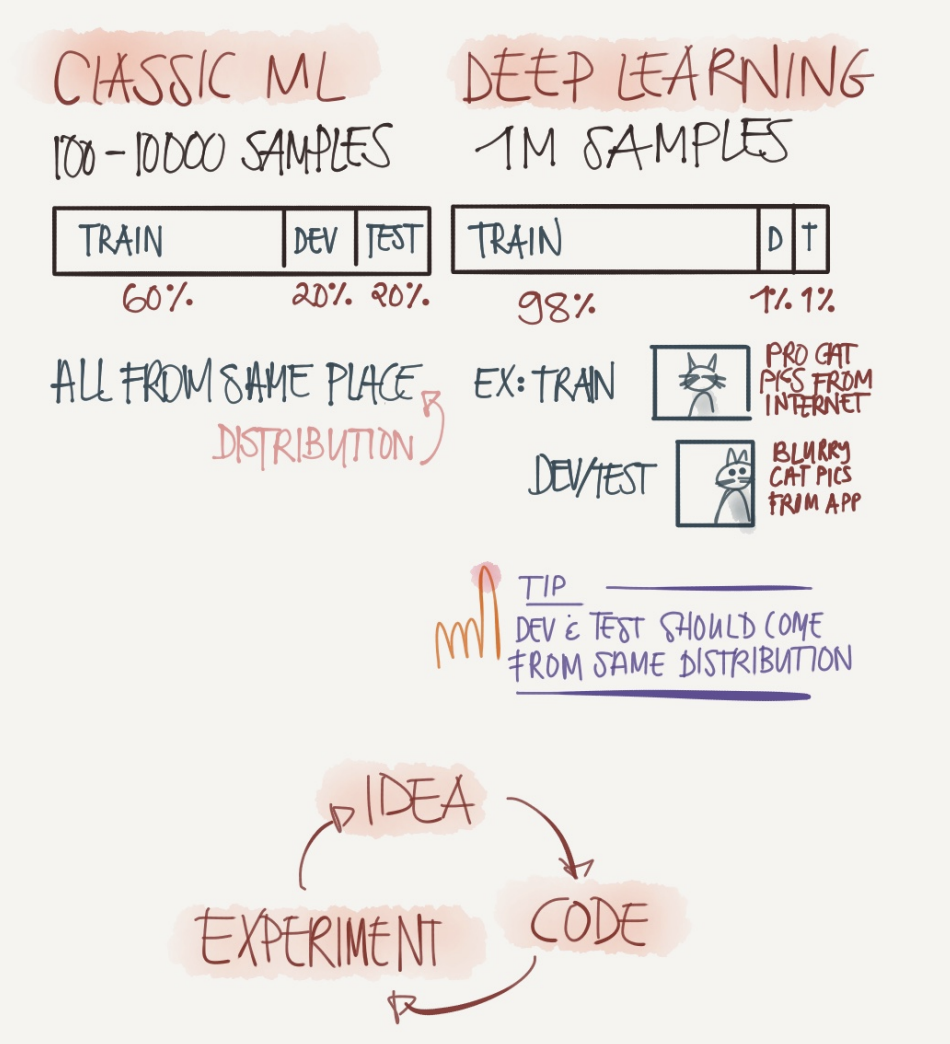 CLASSIC ML
100-10000 SAMPLES
TRAIN DEV TEST
60% 20% 20%
ALL FROM SAME PLACE
DISTRIBUTION
DEEP LEARNING
1M SAMPLES
TRAIN D T
98% 1% 1%
EX: TRAIN
PRO CAT
PICS FROM
INTERNET
DEV/TEST
BLURRY
CAT PICS
FROM APP
TIP
DEV & TEST SHOULD COME
FROM SAME DISTRIBUTION
IDEA
CODE
EXPERIMENT